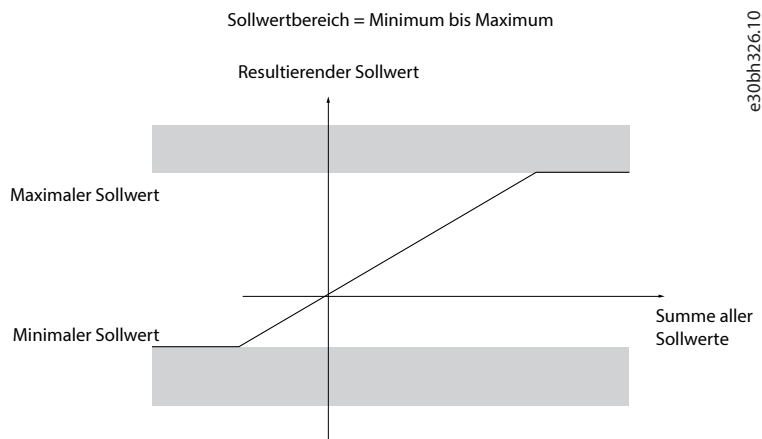 Sollwertbereich = Minimum bis Maximum
Resultierender Sollwert
e30bh326.10
Maximaler Sollwert
Minimaler Sollwert
Summe aller
Sollwerte